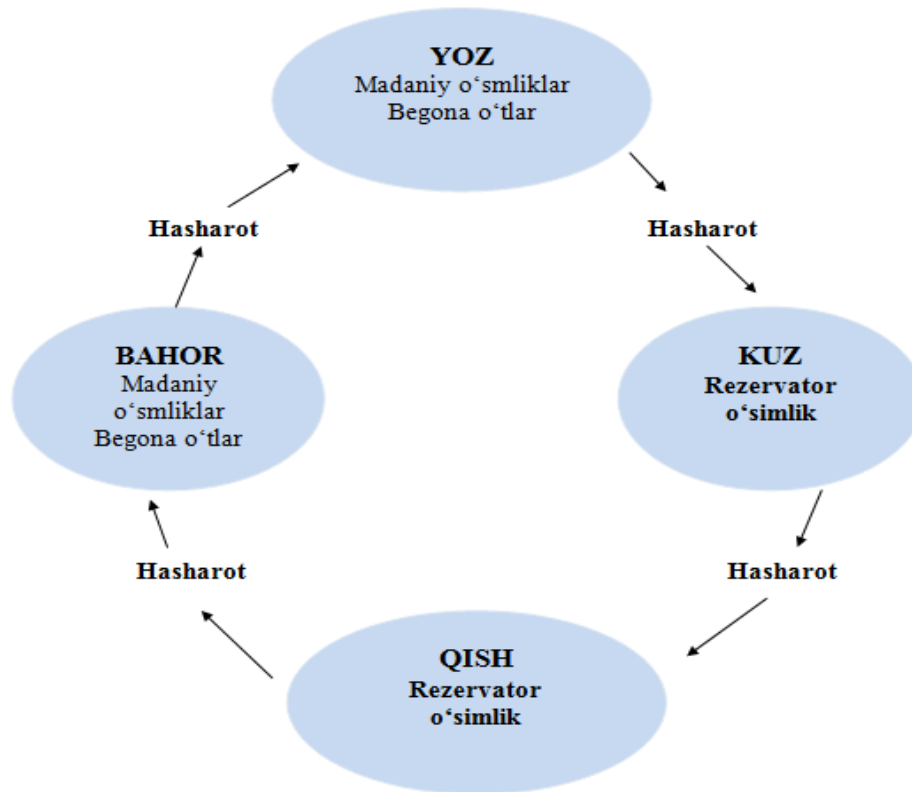 YOZ
Madaniy o‘smliklar
Begona o‘tlar
Hasharot
Hasharot
BAHOR
Madaniy
o‘smliklar
Begona o‘tlar
KUZ
Rezervator
o‘simlik
Hasharot
Hasharot
QISH
Rezervator
o‘simlik